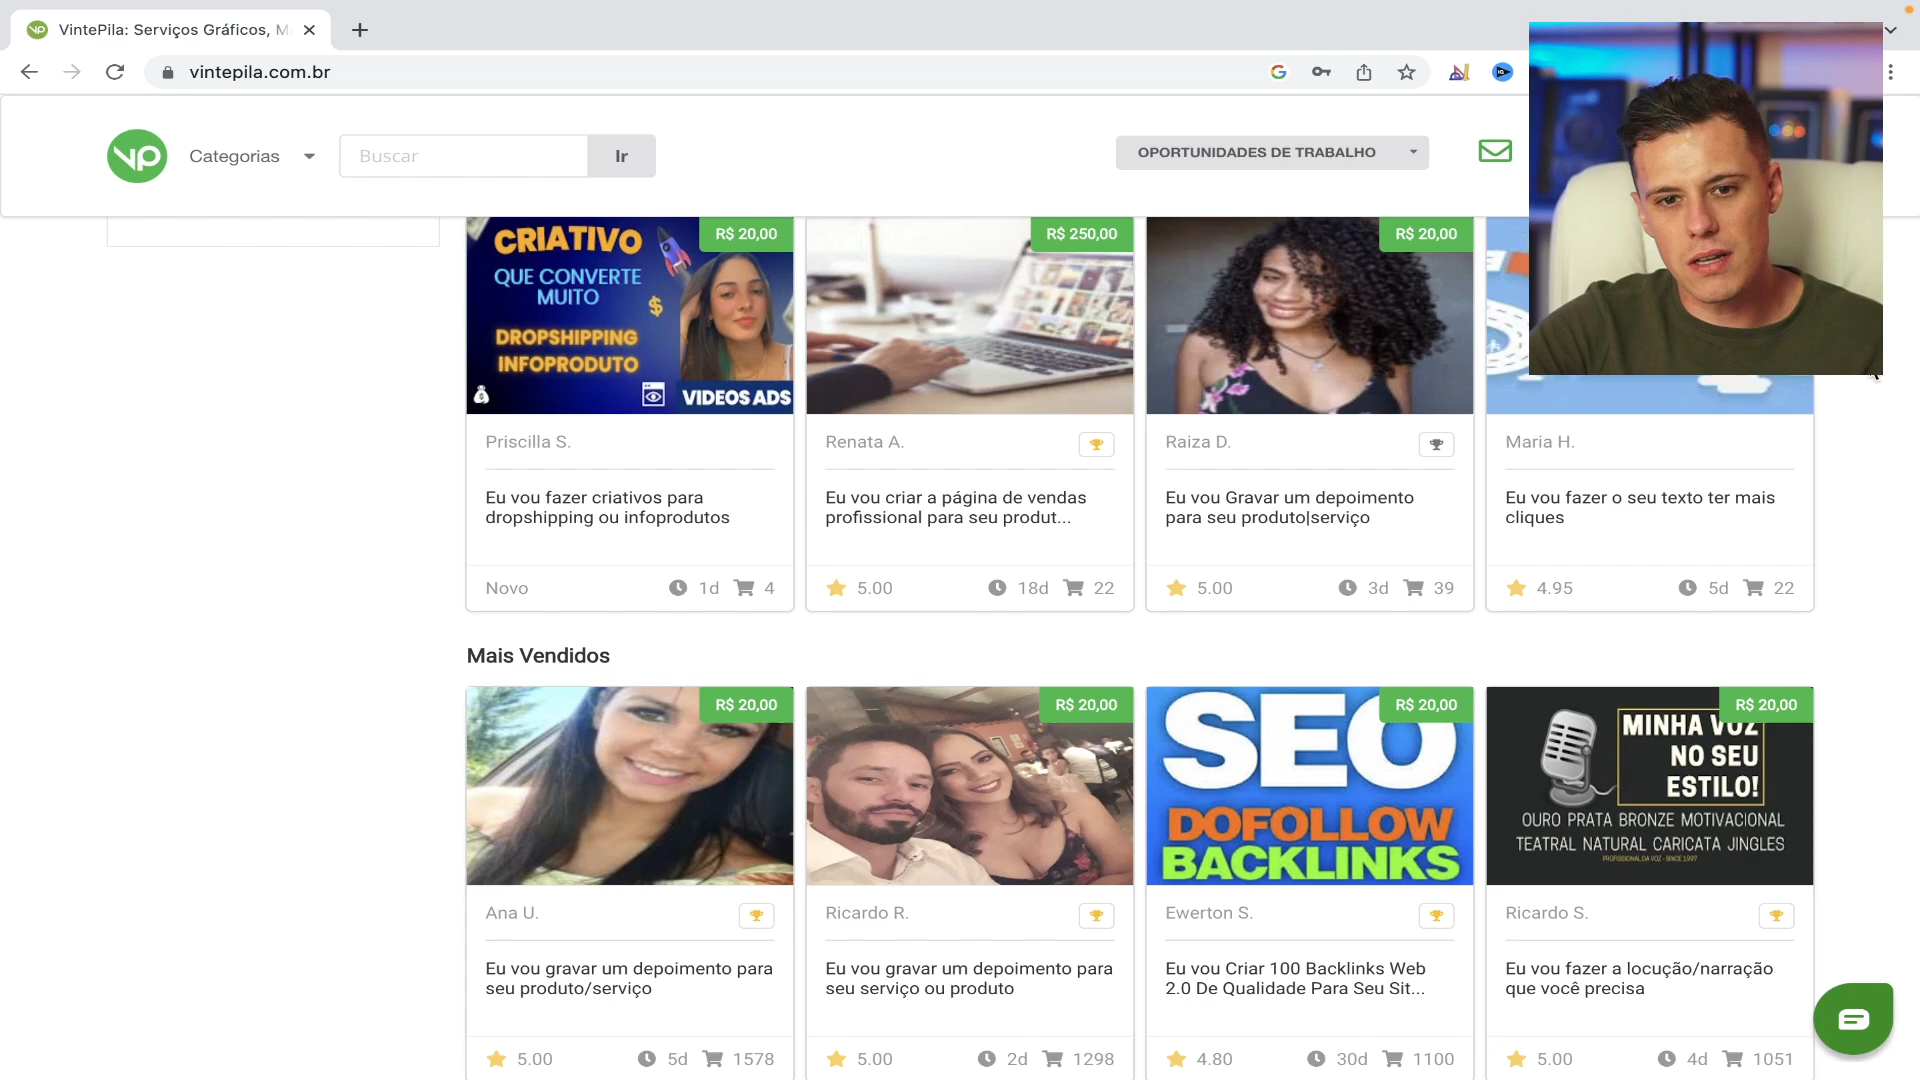 VintePila: Serviços Gráficos, M
vintepila.com.br
vp
Categorias
Buscar
Ir
OPORTUNIDADES DE TRABALHO
CRIATIVO
QUE CONVERTE
MUITO
DROPSHIPPING
INFOPRODUTO
VIDEOS ADS
R$ 20,00
R$ 250,00
R$ 20,00
Priscilla S.
Renata A.
Raiza D.
Maria H.
Eu vou fazer criativos para
dropshipping ou infoprodutos
Eu vou criar a página de vendas
profissional para seu produt...
Eu vou Gravar um depoimento
para seu produto|serviço
Eu vou fazer o seu texto ter mais
cliques
Novo 1d 4
5.00 18d 22
5.00 3d 39
4.95 5d 22
Mais Vendidos
R$ 20,00
R$ 20,00
SEO
DOFOLLOW
BACKLINKS
R$ 20,00
MINHA VOZ
NO SEU
ESTILO!
OURO PRATA BRONZE MOTIVACIONAL
TEATRAL NATURAL CARICATA JINGLES
PROFISSIONAL DA VOZ - SINCE 1997
R$ 20,00
Ana U.
Ricardo R.
Ewerton S.
Ricardo S.
Eu vou gravar um depoimento para
seu produto/serviço
Eu vou gravar um depoimento para
seu serviço ou produto
Eu vou Criar 100 Backlinks Web
2.0 De Qualidade Para Seu Sit...
Eu vou fazer a locução/narração
que você precisa
5.00 5d 1578
5.00 2d 1298
4.80 30d 1100
5.00 4d 1051